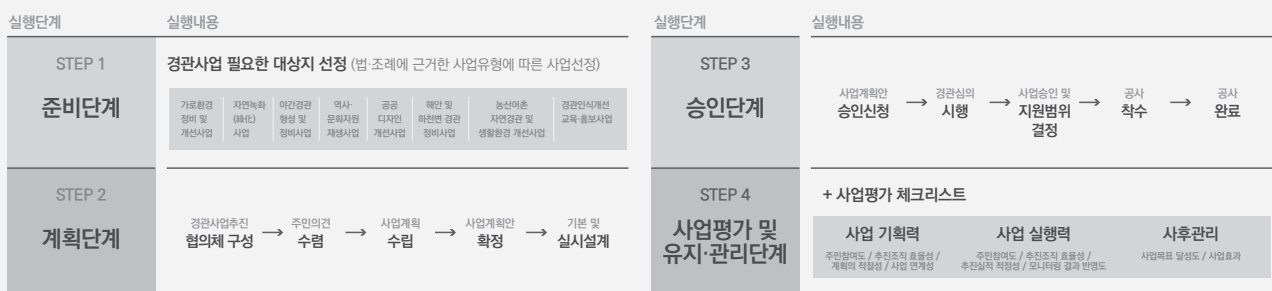 실행단계
실행내용
STEP 1
준비단계
경관사업 필요한 대상지 선정 (법·조례에 근거한 사업유형에 따른 사업선정)
가로환경
정비 및
개선사업
자연녹화
(綠化)
사업
야간경관
형성 및
정비사업
역사·
문화자원
재생사업
공공
디자인
개선사업
해안 및
하천변 경관
정비사업
농산어촌
자연경관 및
생활환경 개선사업
경관인식개선
교육·홍보사업
STEP 2
계획단계
경관사업추진
협의체 구성
→
주민의견
수렴
→
사업계획
수립
→
사업계획안
확정
→
기본 및
실시설계
실행단계
실행내용
STEP 3
승인단계
사업계획안
승인신청
→
경관심의
시행
→
사업승인 및
지원범위
결정
→
공사
착수
→
공사
완료
STEP 4
사업평가 및
유지·관리단계
+ 사업평가 체크리스트
사업 기획력
주민참여도 / 추진조직 효율성 /
계획의 적절성 / 사업 연계성
사업 실행력
주민참여도 / 추진조직 효율성 /
추진실적 적정성 / 모니터링 결과 반영도
사후관리
사업목표 달성도 / 사업효과